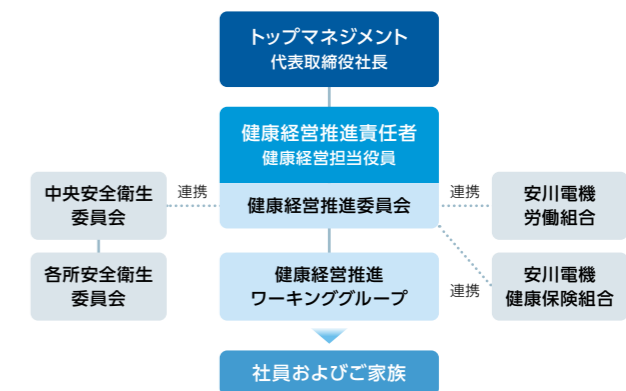 トップマネジメント
代表取締役社長
健康経営推進責任者
健康経営担当役員
中央安全衛生
委員会
連携
健康経営推進委員会
連携
安川電機
労働組合
各所安全衛生
委員会
健康経営推進
ワーキンググループ
連携
安川電機
健康保険組合
社員およびご家族